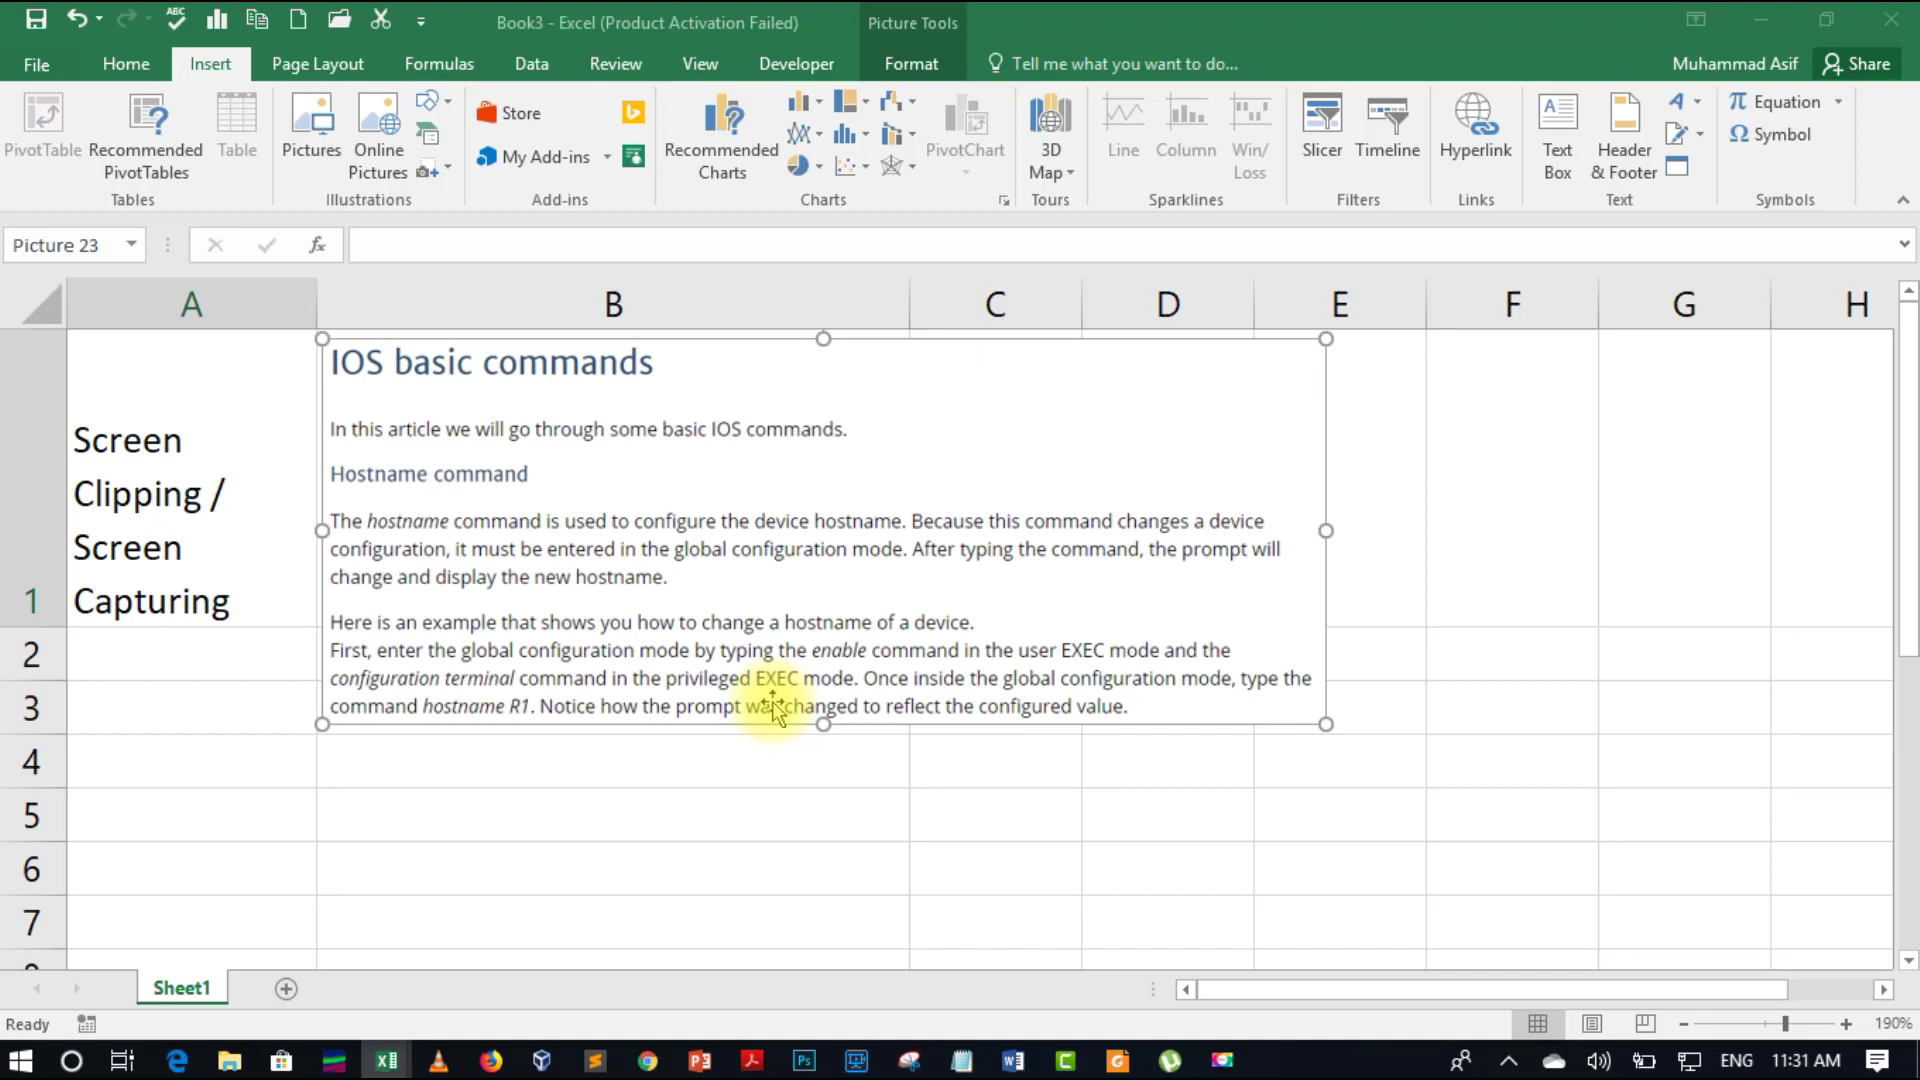 Book3 - Excel (Product Activation Failed)
Picture Tools
File Home Insert Page Layout Formulas Data Review View Developer Format Tell me what you want to do... Muhammad Asif Share
PivotTable
Recommended
PivotTables
Table
Tables
Pictures
Online
Pictures
Illustrations
Store
My Add-ins
Add-ins
Recommended
Charts
PivotChart
Charts
3D
Map
Tours
Line
Column
Win/
Loss
Sparklines
Slicer
Timeline
Filters
Hyperlink
Links
Text
Box
Header
& Footer
Text
Equation
Symbol
Symbols
Picture 23
fx
A B C D E F G H
Screen
Clipping /
Screen
Capturing
IOS basic commands
In this article we will go through some basic IOS commands.
Hostname command
The hostname command is used to configure the device hostname. Because this command changes a device
configuration, it must be entered in the global configuration mode. After typing the command, the prompt will
change and display the new hostname.
Here is an example that shows you how to change a hostname of a device.
First, enter the global configuration mode by typing the enable command in the user EXEC mode and the
configuration terminal command in the privileged EXEC mode. Once inside the global configuration mode, type the
command hostname R1. Notice how the prompt was changed to reflect the configured value.
1
2
3
4
5
6
7
Sheet1
Ready
190%
ENG 11:31 AM